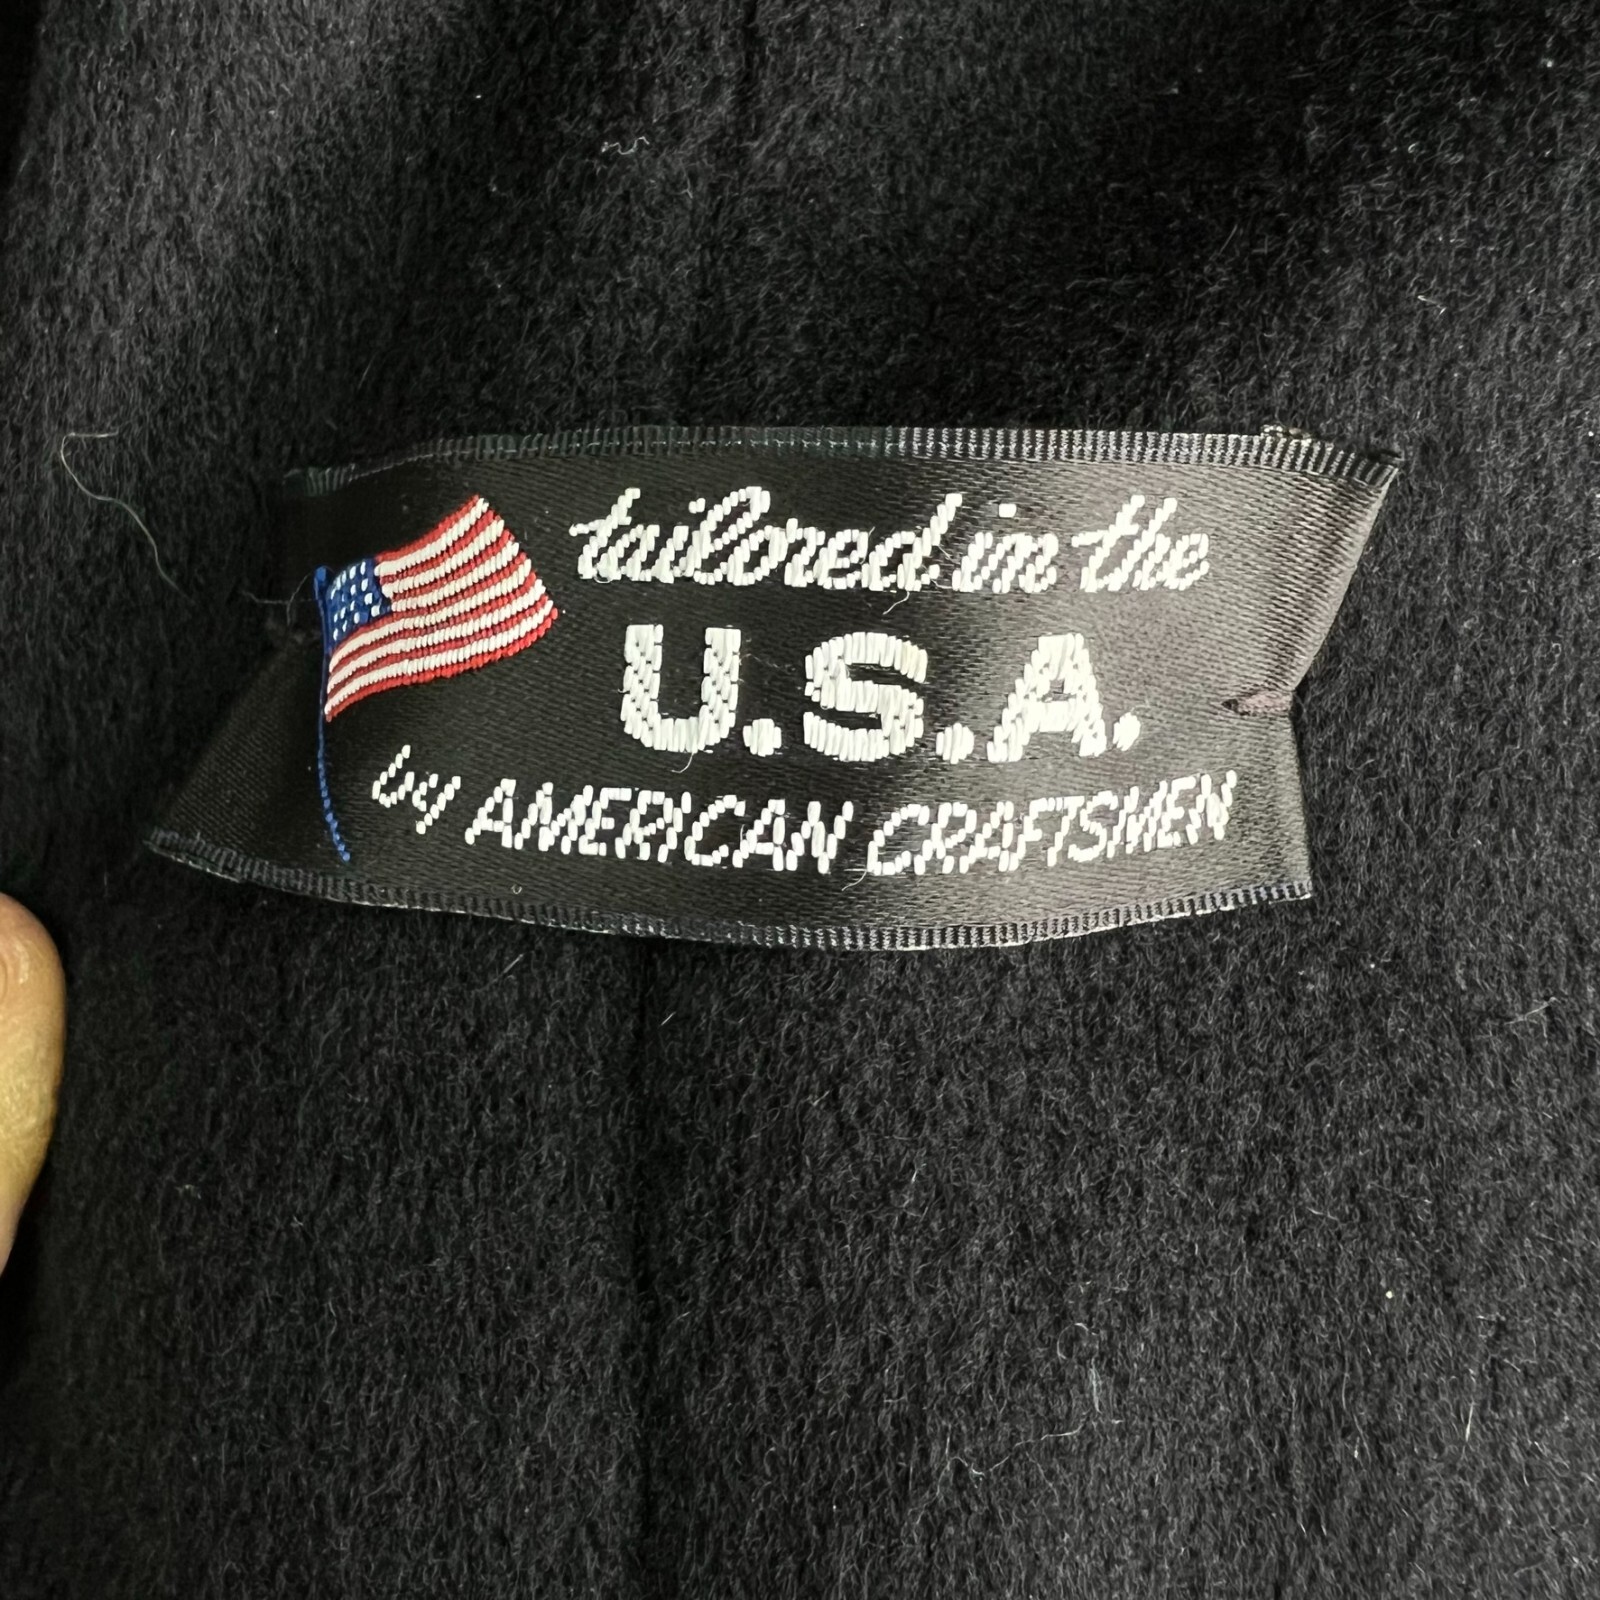 tailored in the
U.S.A.
by AMERICAN CRAFTSMEN